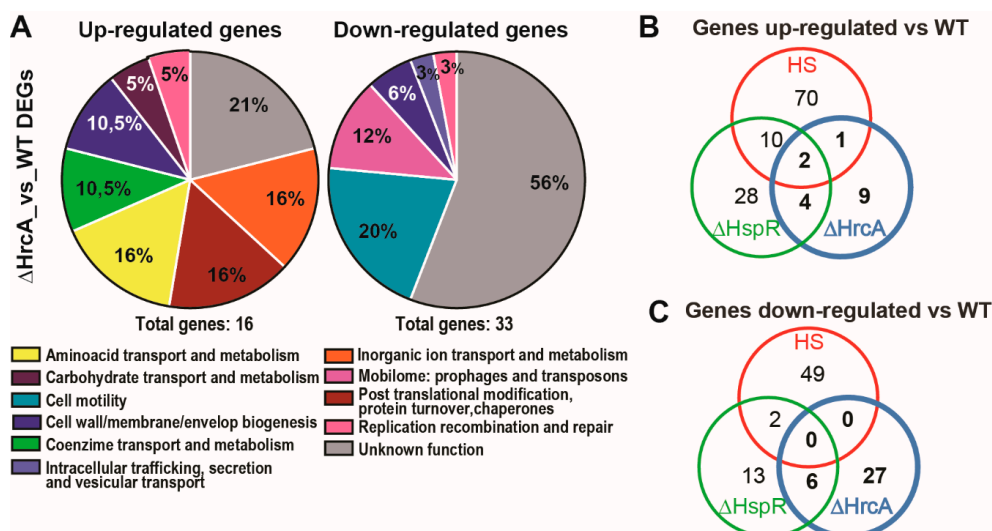 A
Up-regulated genes
Down-regulated genes
ΔHrcA_vs_WT DEGs
5%
5%
21%
10,5%
10,5%
16%
16%
16%
3%
3%
6%
12%
56%
20%
Total genes: 16
Total genes: 33
Aminoacid transport and metabolism
Carbohydrate transport and metabolism
Cell motility
Cell wall/membrane/envelop biogenesis
Coenzime transport and metabolism
Intracellular trafficking, secretion
and vesicular transport
Inorganic ion transport and metabolism
Mobilome: prophages and transposons
Post translational modification,
protein turnover,chaperones
Replication recombination and repair
Unknown function
B
Genes up-regulated vs WT
HS
70
10
2
1
28
4
9
ΔHspR
ΔHrcA
C
Genes down-regulated vs WT
HS
49
2
0
0
13
6
27
ΔHspR
ΔHrcA